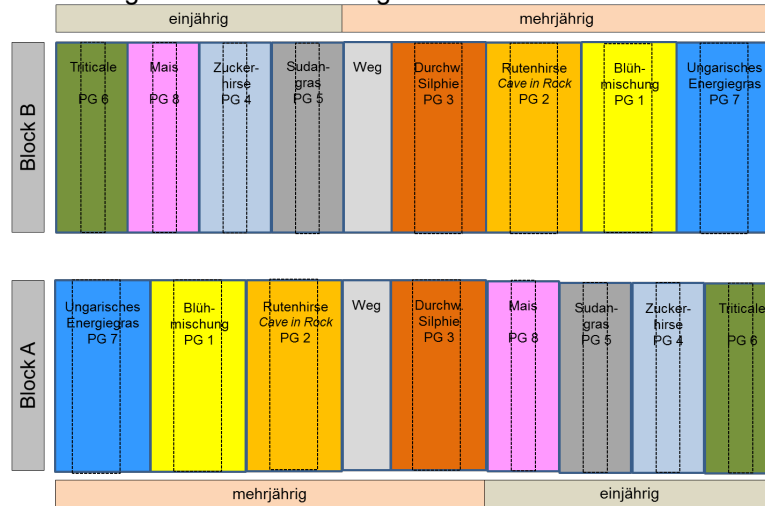 einjährig
mehrjährig
Block B
Triticale
PG 6
Mais
PG 8
Zucker-
hirse
PG 4
Sudan-
gras
PG 5
Weg
Durchw.
Silphie
PG 3
Rutenhirse
Cave in Rock
PG 2
Blüh-
mischung
PG 1
Ungarisches
Energiegras
PG 7
Block A
Ungarisches
Energiegras
PG 7
Blüh-
mischung
PG 1
Rutenhirse
Cave in Rock
PG 2
Weg
Durchw.
Silphie
PG 3
Mais
PG 8
Sudan-
gras
PG 5
Zucker-
hirse
PG 4
Triticale
PG 6
mehrjährig
einjährig